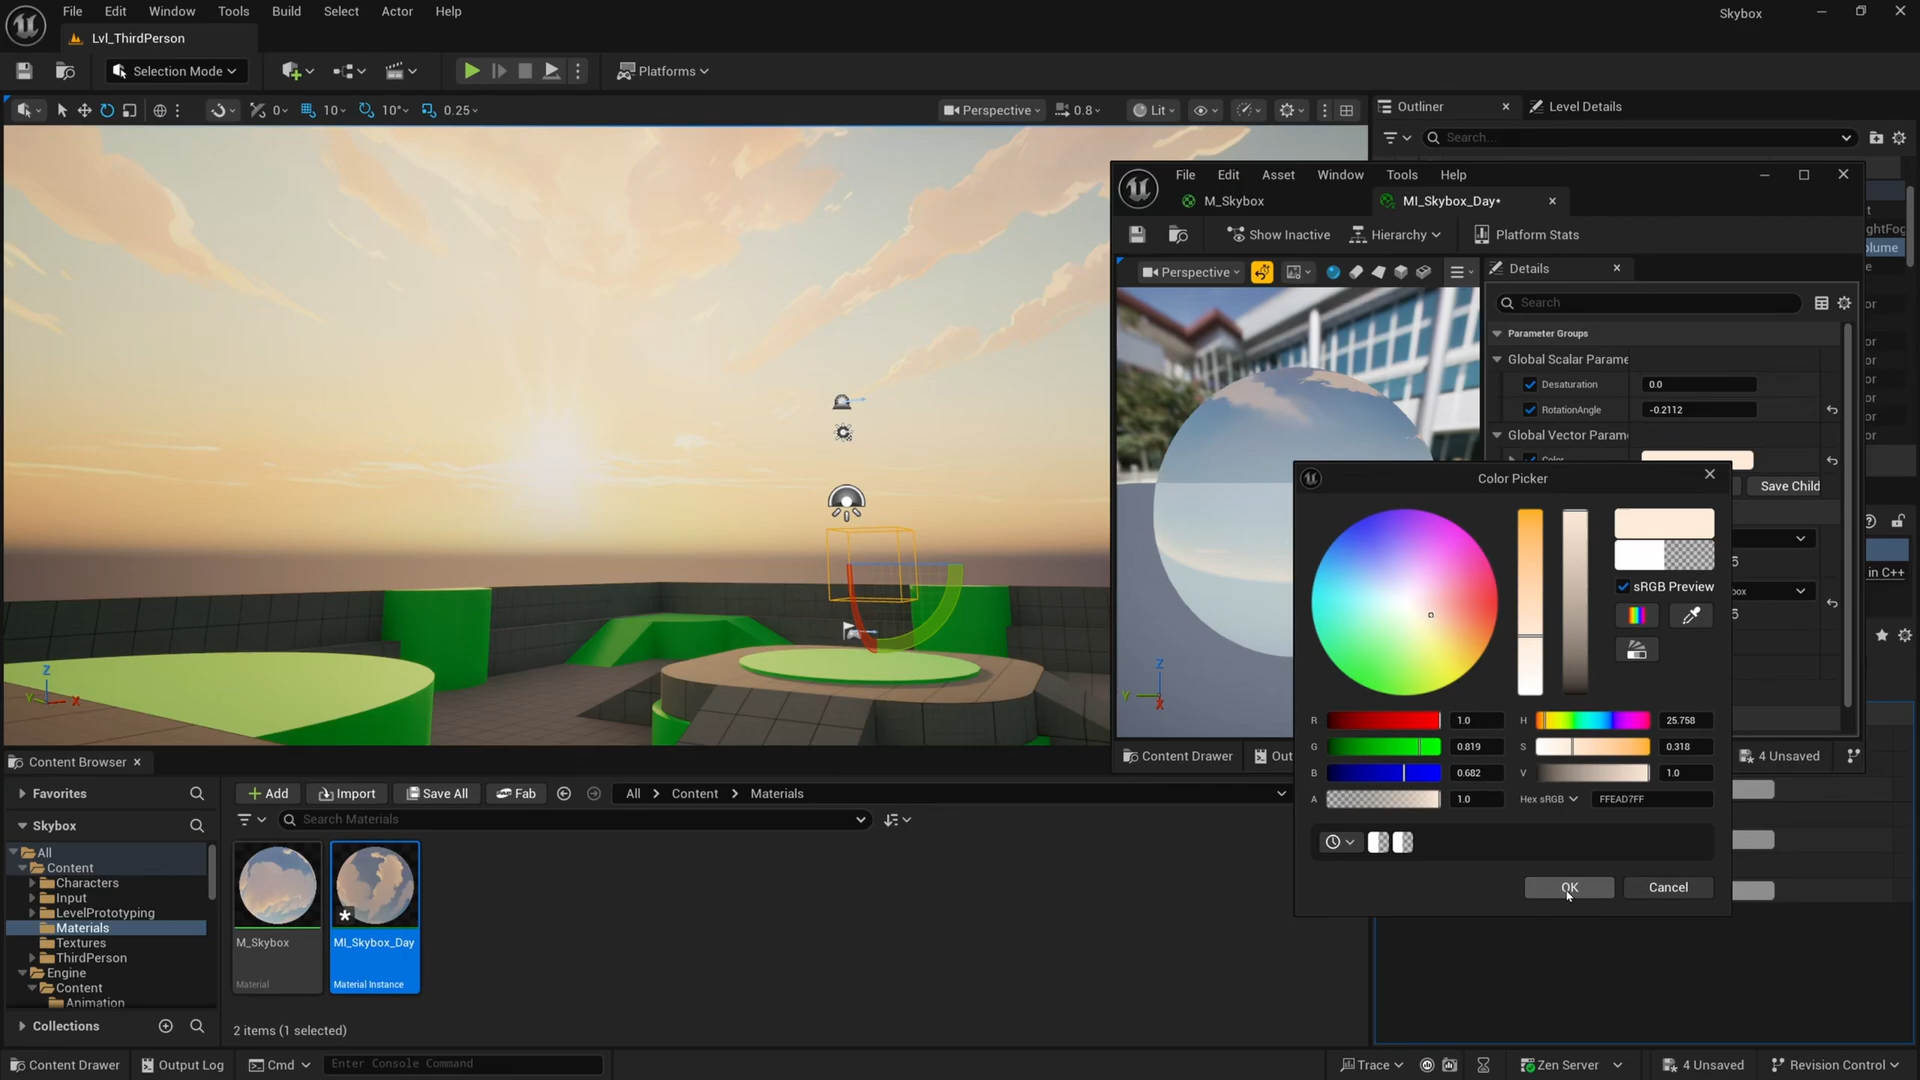 File Edit Window Tools Build Select Actor Help
Skybox
Lvl_ThirdPerson
Selection Mode
Platforms
0 10 10° 0.25
Perspective 0.8 Lit
Outliner
Level Details
Search...
File Edit Asset Window Tools Help
M_Skybox
MI_Skybox_Day*
ghtFog
Show Inactive Hierarchy Platform Stats
olume
Perspective
Details
Search
Parameter Groups
Global Scalar Parame
Desaturation 0.0
RotationAngle -0.2112
Global Vector Param
Color
Save Child
Color Picker
in C++
sRGB Preview
box
R 1.0 H 25.758
G 0.819 S 0.318
B 0.682 V 1.0
A 1.0 Hex sRGB FFEAD7FF
OK Cancel
Content Drawer Out
4 Unsaved
Z
Y X
Z
Y X
Content Browser
Favorites
Add Import Save All Fab All Content Materials
Skybox
Search Materials
All
Content
Characters
Input
LevelPrototyping
Materials
Textures
ThirdPerson
Engine
Content
Animation
M_Skybox
Material
MI_Skybox_Day
Material Instance
Collections
2 items (1 selected)
Content Drawer Output Log Cmd Enter Console Command
Trace Zen Server 4 Unsaved Revision Control